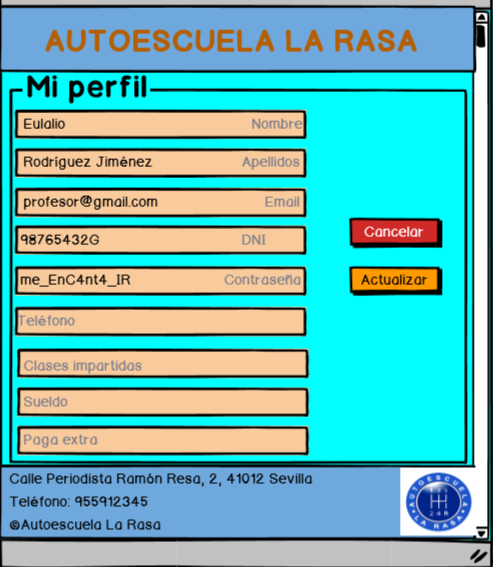 AUTOESCUELA LA RASA
Mi perfil
Eulalio Nombre
Rodríguez Jiménez Apellidos
profesor@gmail.com Email
98765432G DNI
Cancelar
me_EnC4nt4_IR Contraseña
Actualizar
Teléfono
Clases impartidas
Sueldo
Paga extra
Calle Periodista Ramón Resa, 2, 41012 Sevilla
Teléfono: 955912345
©Autoescuela La Rasa
AUTOESCUELA
LA RASA
2 4 R